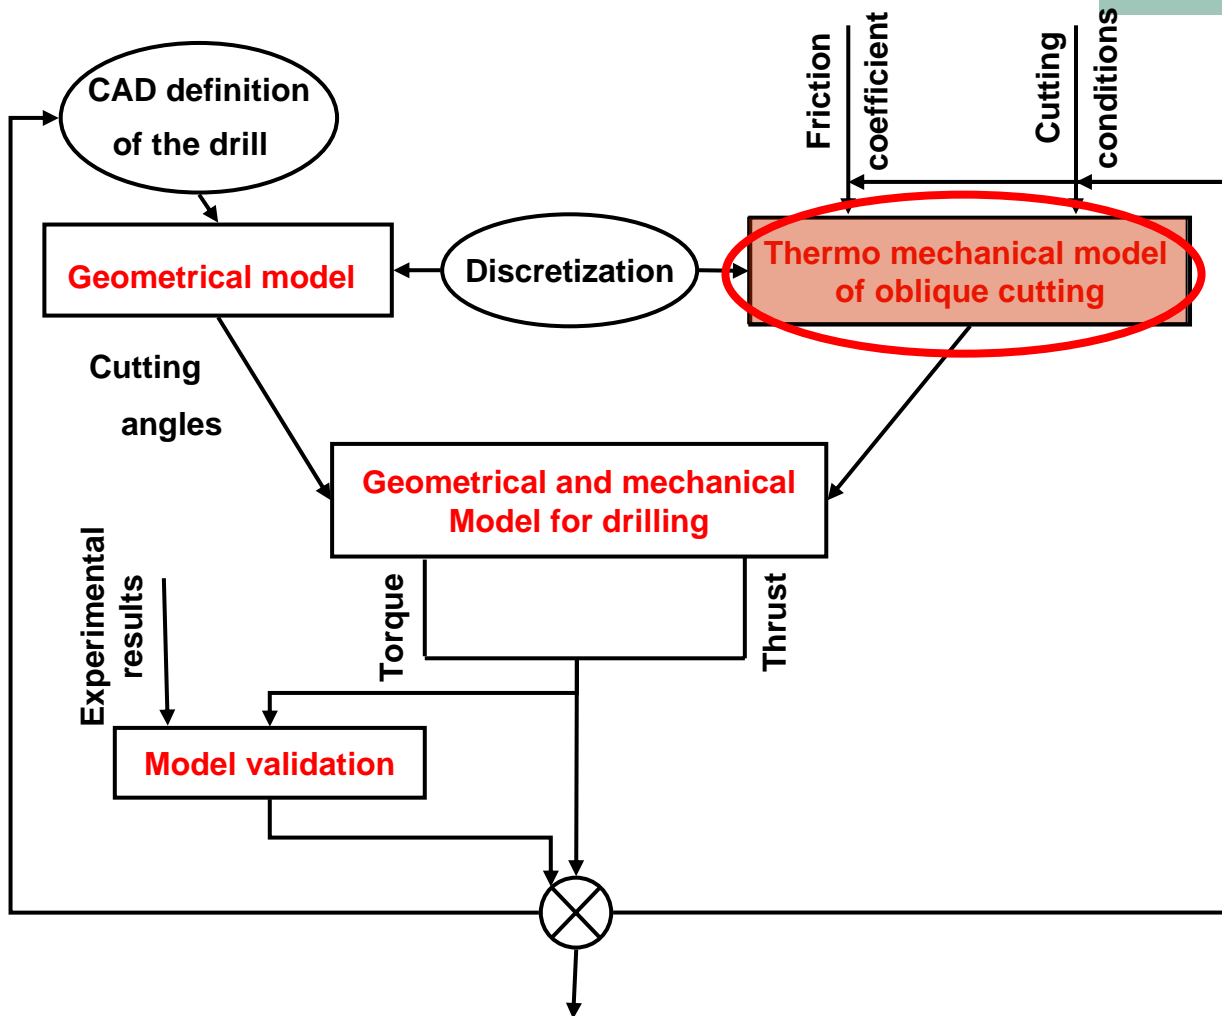 CAD definition
of the drill
Friction
coefficient
Cutting
conditions
Geometrical model
Discretization
Thermo mechanical model
of oblique cutting
Cutting
angles
Geometrical and mechanical
Model for drilling
Experimental
results
Torque
Thrust
Model validation